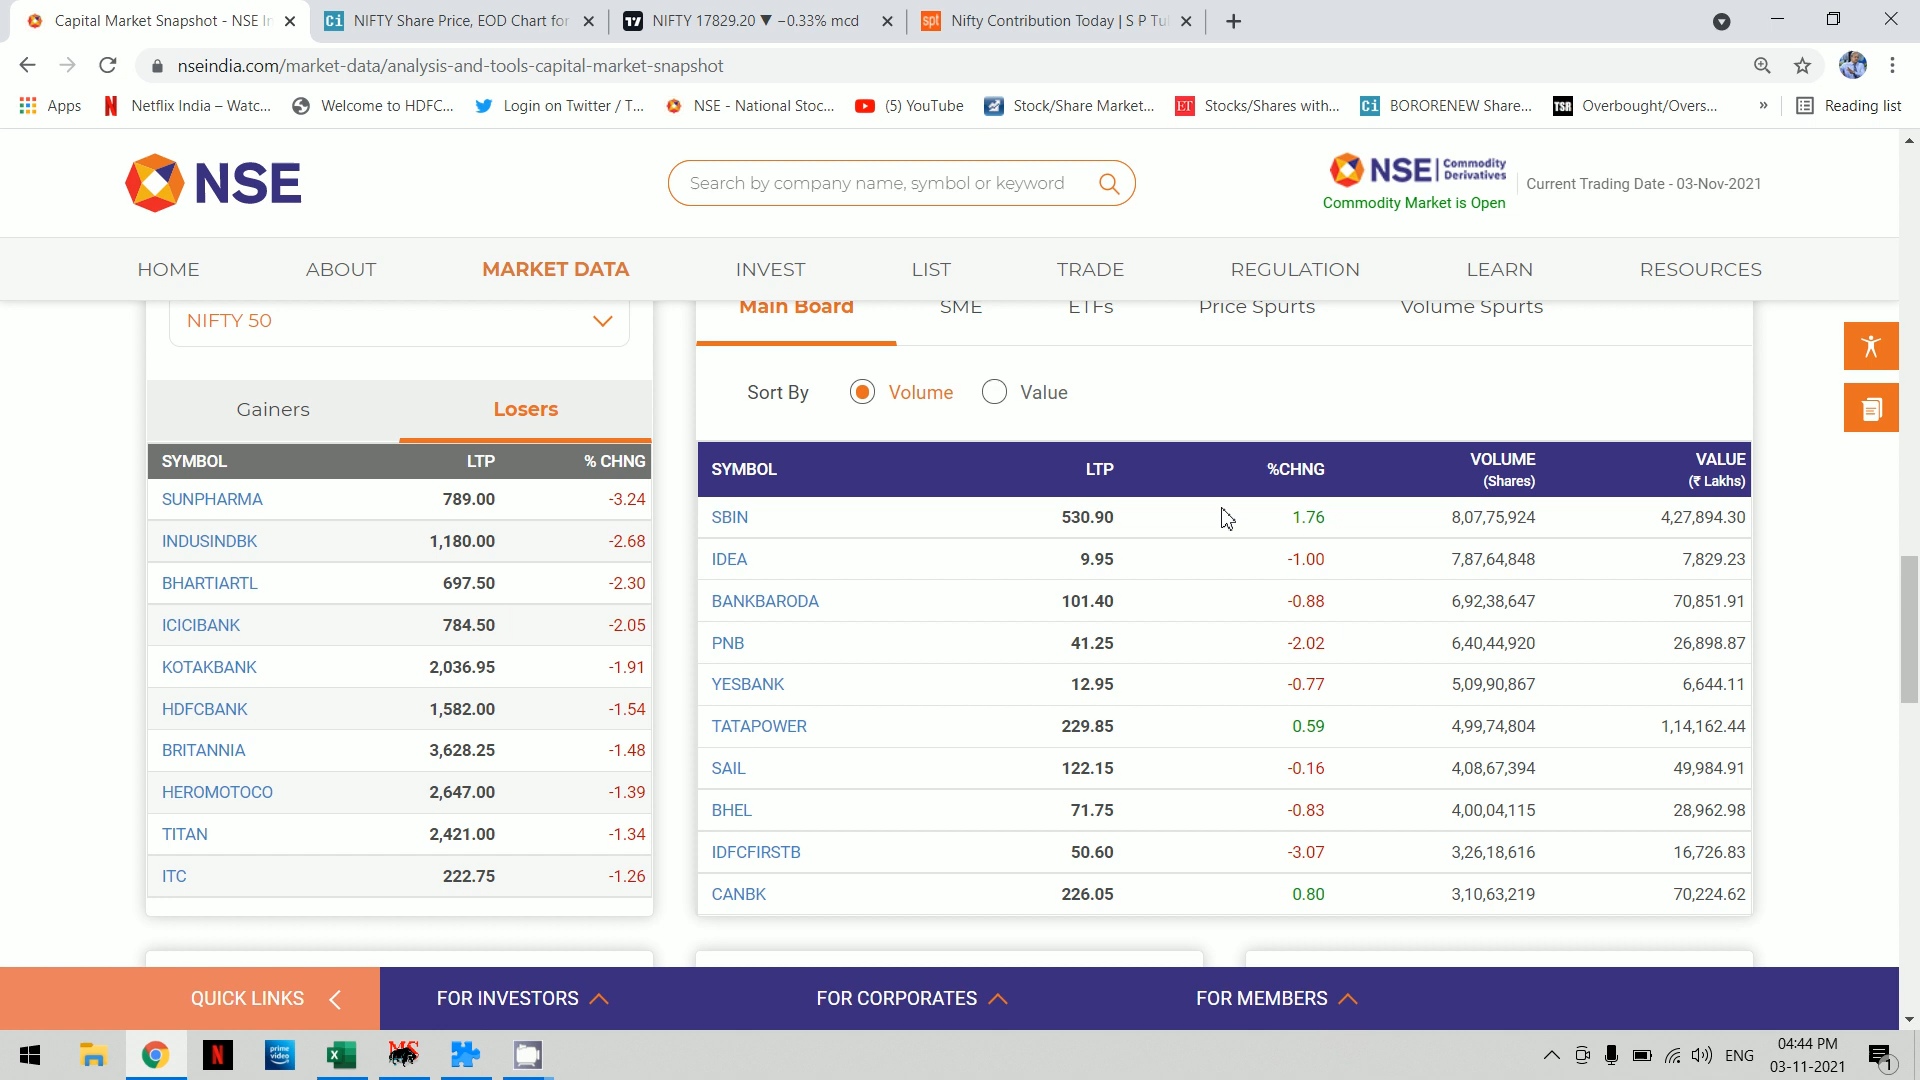 Capital Market Snapshot - NSE In
NIFTY Share Price, EOD Chart for
NIFTY 17829.20 ▼ −0.33% mcd
Nifty Contribution Today | S P Tul
nseindia.com/market-data/analysis-and-tools-capital-market-snapshot
Apps
Netflix India – Watc...
Welcome to HDFC...
Login on Twitter / T...
NSE - National Stoc...
(5) YouTube
Stock/Share Market...
ET
Stocks/Shares with...
Ci
BORORENEW Share...
TSR
Overbought/Overs...
»
Reading list
NSE
Search by company name, symbol or keyword
NSE Commodity Derivatives
Commodity Market is Open
Current Trading Date - 03-Nov-2021
HOME ABOUT MARKET DATA INVEST LIST TRADE REGULATION LEARN RESOURCES
NIFTY 50
Main Board SME ETFs Price Spurts Volume Spurts
Gainers Losers
Sort By Volume Value
SYMBOL LTP % CHNG
SUNPHARMA 789.00 -3.24
INDUSINDBK 1,180.00 -2.68
BHARTIARTL 697.50 -2.30
ICICIBANK 784.50 -2.05
KOTAKBANK 2,036.95 -1.91
HDFCBANK 1,582.00 -1.54
BRITANNIA 3,628.25 -1.48
HEROMOTOCO 2,647.00 -1.39
TITAN 2,421.00 -1.34
ITC 222.75 -1.26
SYMBOL LTP %CHNG VOLUME (Shares) VALUE (₹ Lakhs)
SBIN 530.90 1.76 8,07,75,924 4,27,894.30
IDEA 9.95 -1.00 7,87,64,848 7,829.23
BANKBARODA 101.40 -0.88 6,92,38,647 70,851.91
PNB 41.25 -2.02 6,40,44,920 26,898.87
YESBANK 12.95 -0.77 5,09,90,867 6,644.11
TATAPOWER 229.85 0.59 4,99,74,804 1,14,162.44
SAIL 122.15 -0.16 4,08,67,394 49,984.91
BHEL 71.75 -0.83 4,00,04,115 28,962.98
IDFCFIRSTB 50.60 -3.07 3,26,18,616 16,726.83
CANBK 226.05 0.80 3,10,63,219 70,224.62
QUICK LINKS FOR INVESTORS FOR CORPORATES FOR MEMBERS
prime video
MS
ENG
04:44 PM
03-11-2021
1